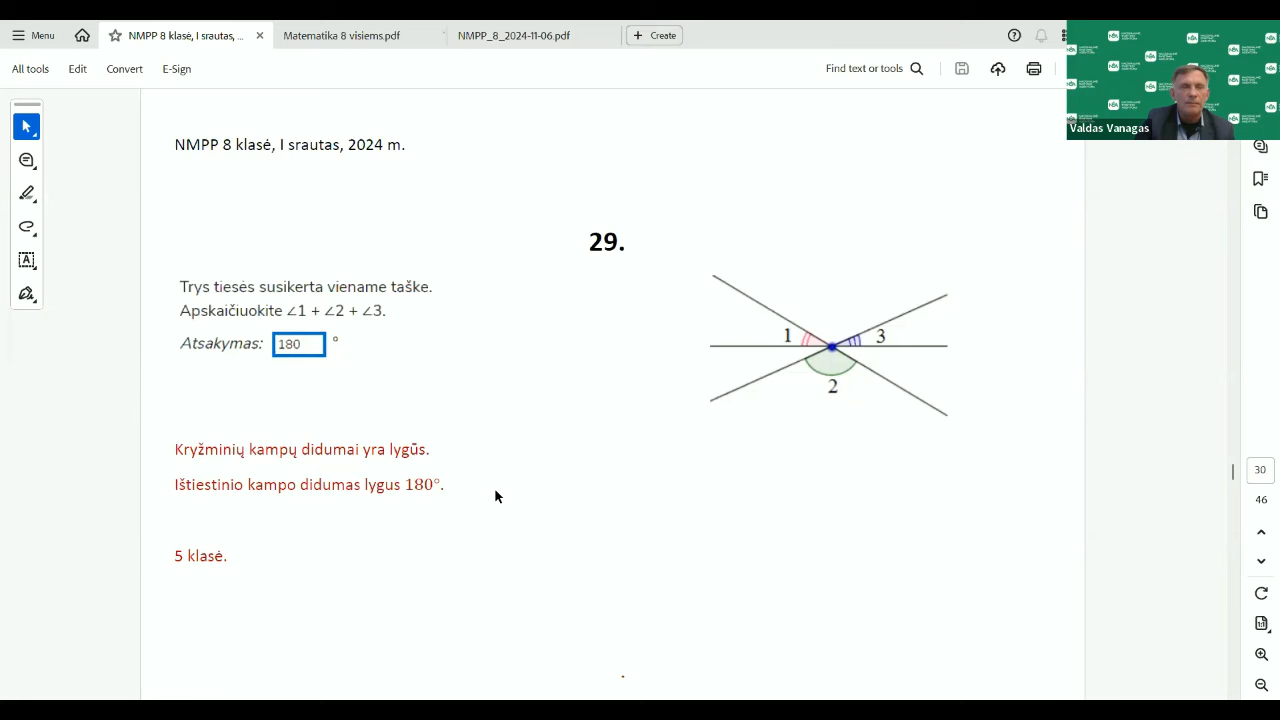 Menu
NMPP 8 klasė, I srautas, ...
Matematika 8 visiems.pdf
NMPP_8_2024-11-06.pdf
+ Create
All tools
Edit
Convert
E-Sign
Find text or tools
Valdas Vanagas
NMPP 8 klasė, I srautas, 2024 m.
29.
Trys tiesės susikerta viename taške.
Apskaičiuokite ∠1 + ∠2 + ∠3.
Atsakymas: 180 °
1
3
2
Kryžminių kampų didumai yra lygūs.
Ištiestinio kampo didumas lygus 180°.
5 klasė.
30
46